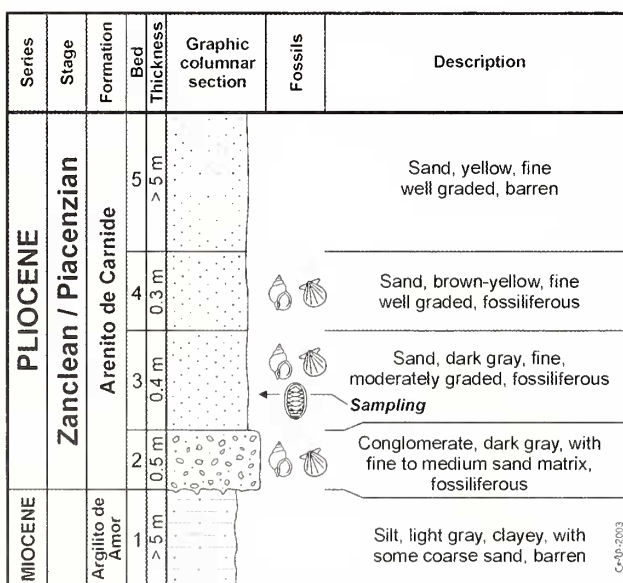 Series
Stage
Formation
Bed
Thickness
Graphic
columnar
section
Fossils
Description
PLIOCENE
Zanclean / Piacenzian
Arenito de Carnide
5
> 5 m
Sand, yellow, fine
well graded, barren
4
0.3 m
Sand, brown-yellow, fine
well graded, fossiliferous
3
0.4 m
Sand, dark gray, fine,
moderately graded, fossiliferous
Sampling
2
0.5 m
Conglomerate, dark gray, with
fine to medium sand matrix,
fossiliferous
MIOCENE
Argilito de
Amor
1
> 5 m
Silt, light gray, clayey, with
some coarse sand, barren